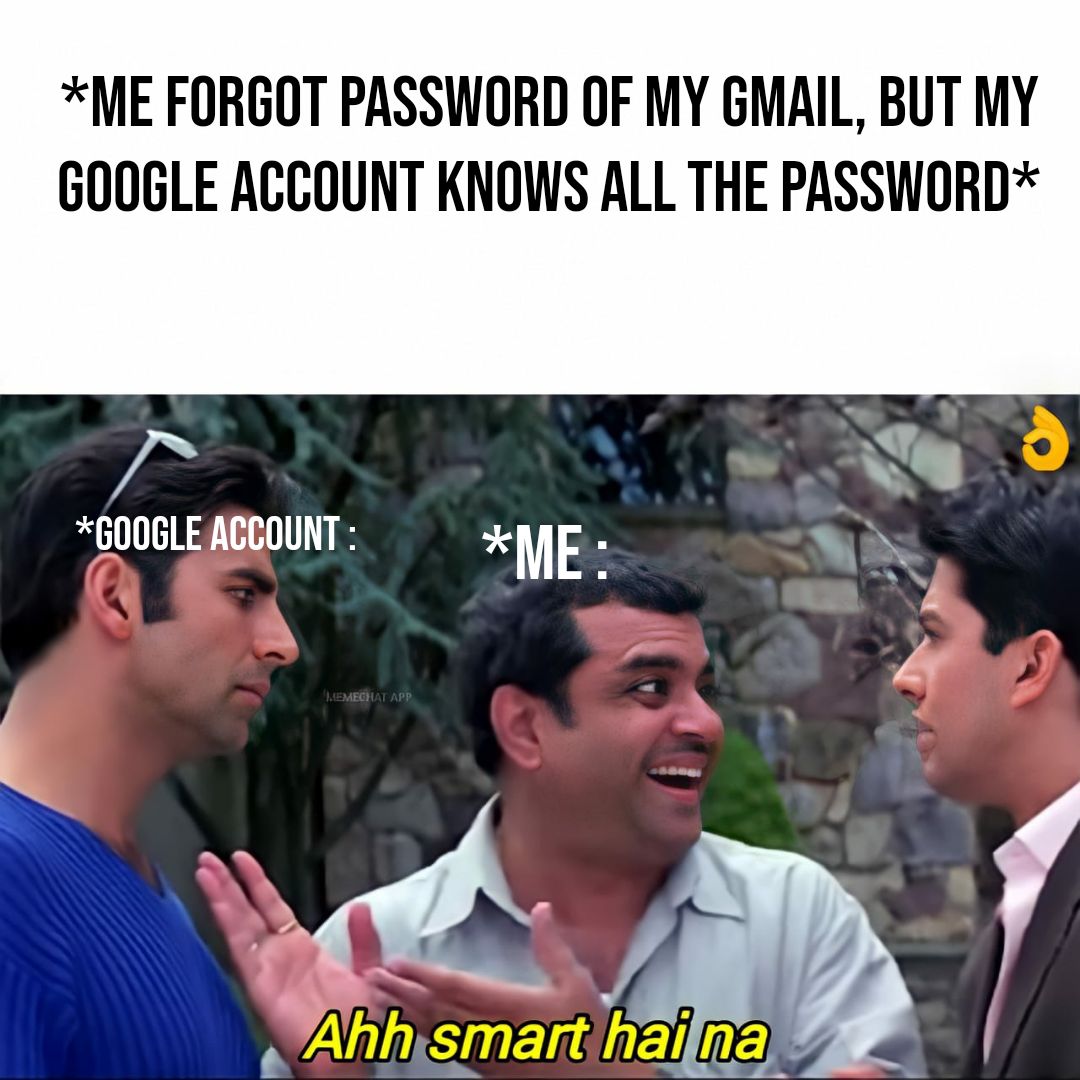 *ME FORGOT PASSWORD OF MY GMAIL, BUT MY
GOOGLE ACCOUNT KNOWS ALL THE PASSWORD*
*GOOGLE ACCOUNT :
*ME :
MEMECHAT APP
Ahh smart hai na